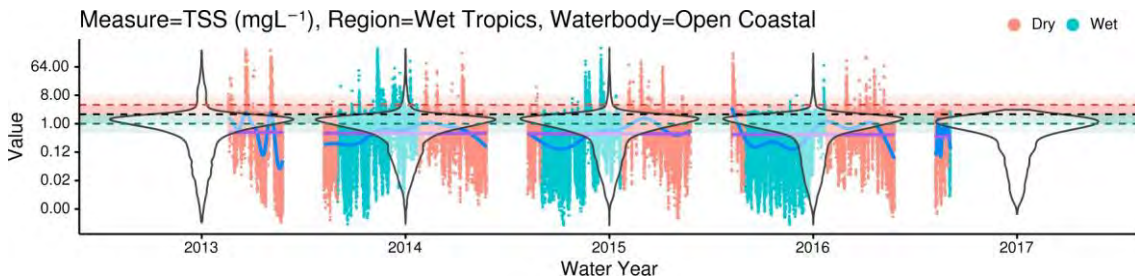 Measure=TSS (mgL⁻¹), Region=Wet Tropics, Waterbody=Open Coastal
Dry Wet
64.00
8.00
1.00
0.12
0.02
0.00
Value
2013 2014 2015 2016 2017
Water Year